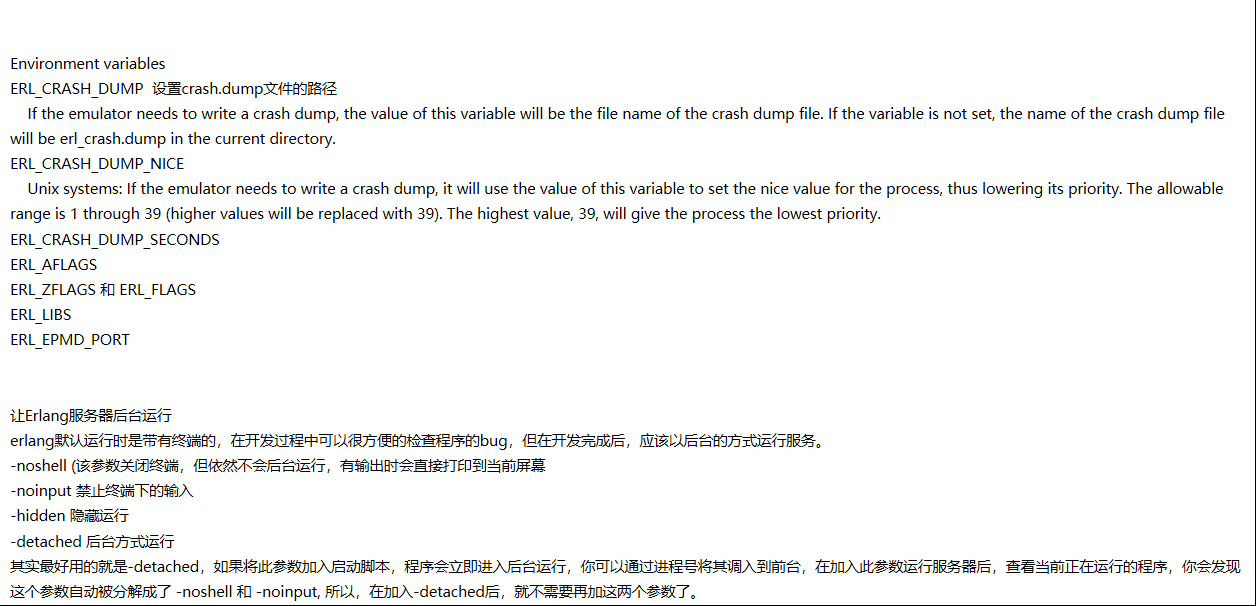 Environment variables
ERL_CRASH_DUMP  设置crash.dump文件的路径
If the emulator needs to write a crash dump, the value of this variable will be the file name of the crash dump file. If the variable is not set, the name of the crash dump file
will be erl_crash.dump in the current directory.
ERL_CRASH_DUMP_NICE
Unix systems: If the emulator needs to write a crash dump, it will use the value of this variable to set the nice value for the process, thus lowering its priority. The allowable
range is 1 through 39 (higher values will be replaced with 39). The highest value, 39, will give the process the lowest priority.
ERL_CRASH_DUMP_SECONDS
ERL_AFLAGS
ERL_ZFLAGS 和 ERL_FLAGS
ERL_LIBS
ERL_EPMD_PORT
让Erlang服务器后台运行
erlang默认运行时是带有终端的，在开发过程中可以很方便的检查程序的bug，但在开发完成后，应该以后台的方式运行服务。
-noshell (该参数关闭终端，但依然不会后台运行，有输出时会直接打印到当前屏幕
-noinput 禁止终端下的输入
-hidden 隐藏运行
-detached 后台方式运行
其实最好用的就是-detached，如果将此参数加入启动脚本，程序会立即进入后台运行，你可以通过进程号将其调入到前台，在加入此参数运行服务器后，查看当前正在运行的程序，你会发现
这个参数自动被分解成了 -noshell 和 -noinput, 所以，在加入-detached后，就不需要再加这两个参数了。